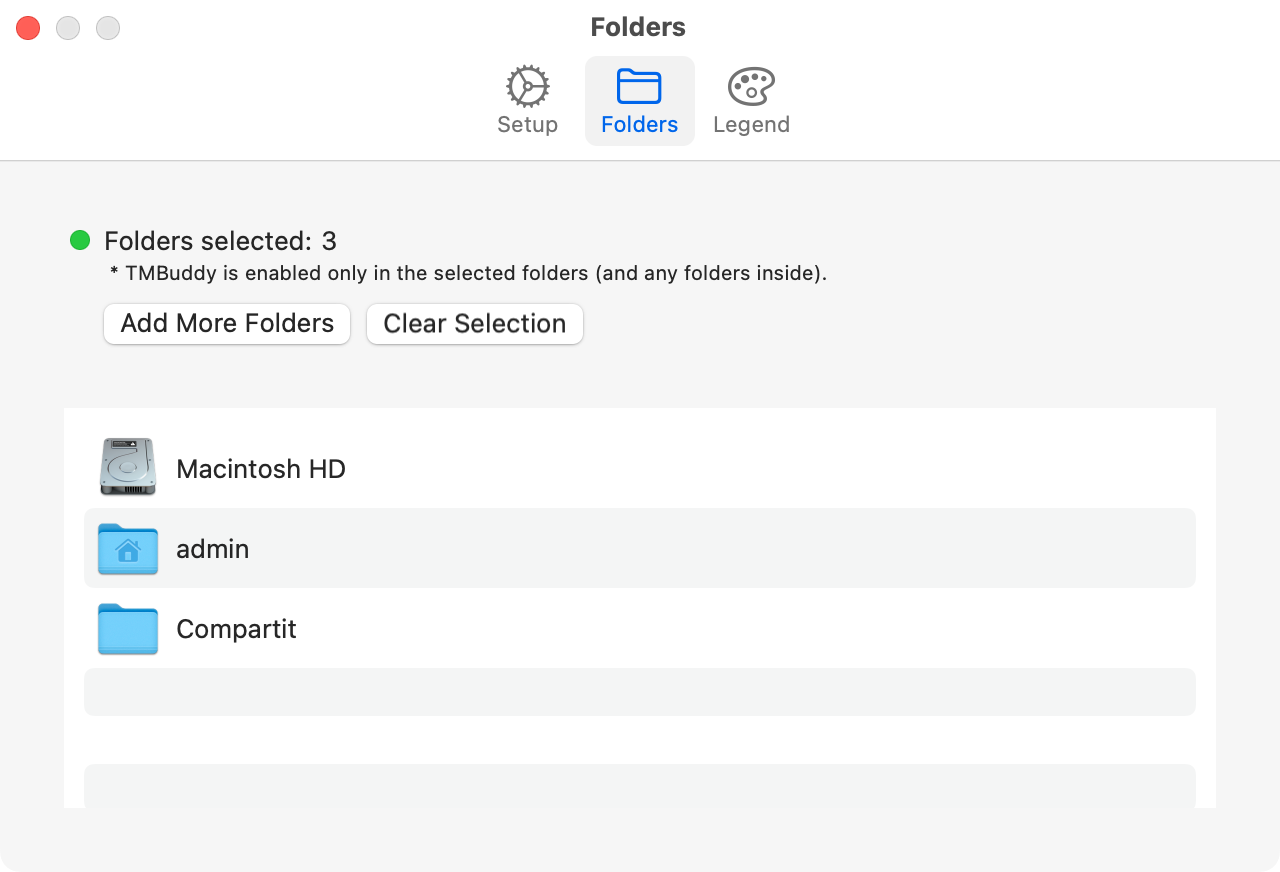 Folders
Setup
Folders
Legend
Folders selected: 3
* TMBuddy is enabled only in the selected folders (and any folders inside).
Add More Folders
Clear Selection
Macintosh HD
admin
Compartit